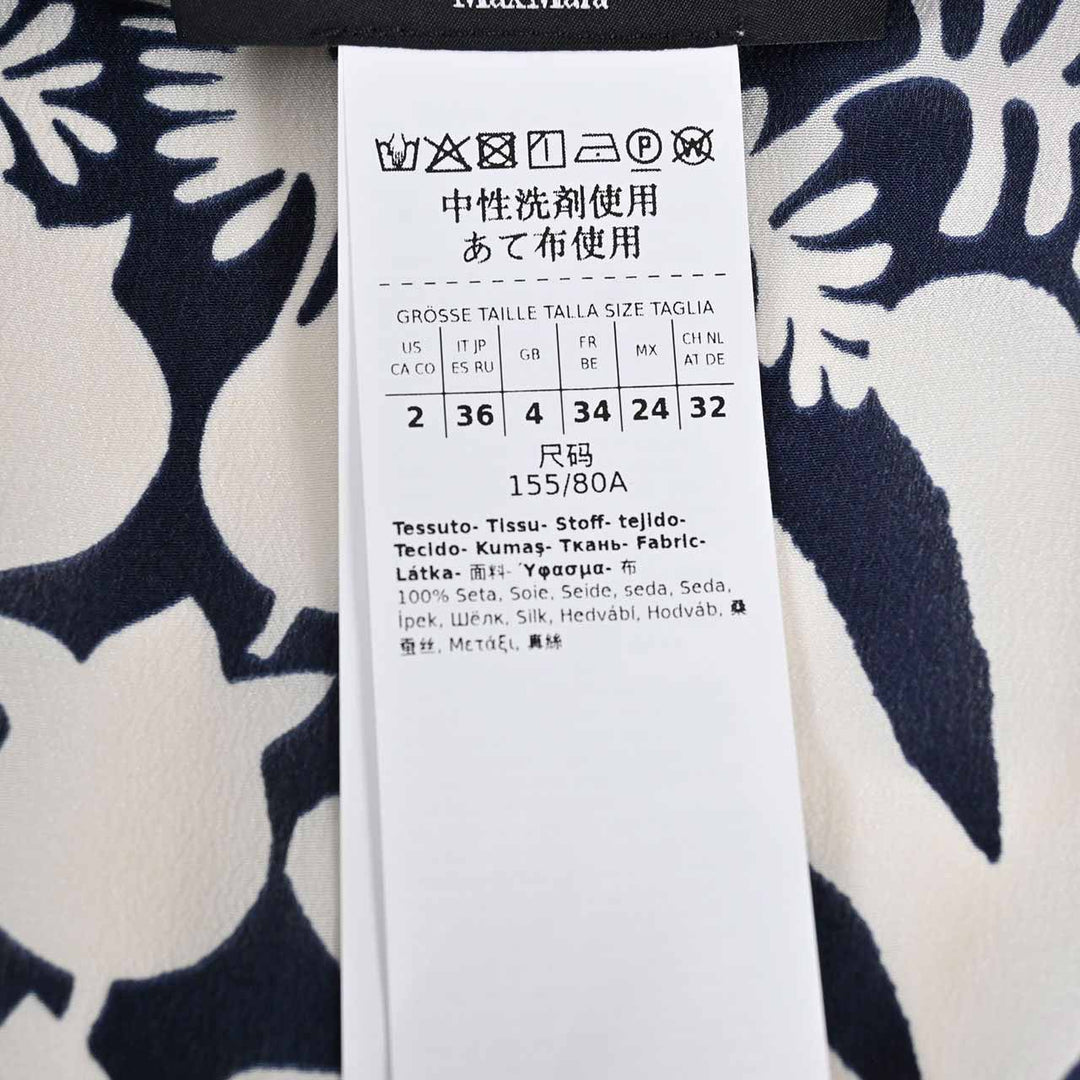 MaxMara
中性洗剤使用
あて布使用
GRÖSSE TAILLE TALLA SIZE TAGLIA
US CA CO | IT JP ES RU | GB | FR BE | MX | CH NL AT DE
2 | 36 | 4 | 34 | 24 | 32
尺码
155/80A
Tessuto- Tissu- Stoff- tejido-
Tecido- Kumaş- Ткань- Fabric-
Látka- 面料- Ύφασμα- 布
100% Seta, Soie, Seide, seda, Seda,
İpek, Шёлк, Silk, Hedvábí, Hodváb, 桑
蚕丝, Μετάξι, 真絲